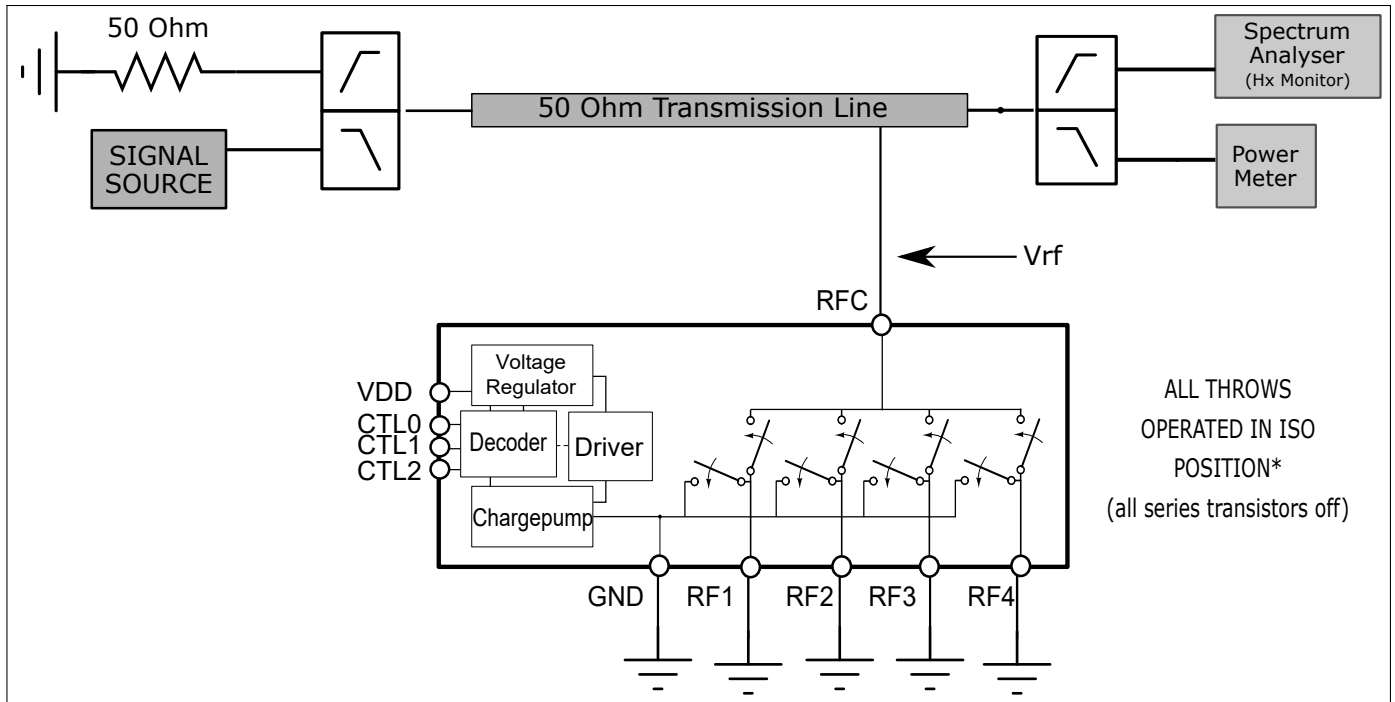 50 Ohm
SIGNAL
SOURCE
50 Ohm Transmission Line
Spectrum
Analyser
(Hx Monitor)
Power
Meter
Vrf
RFC
VDD
CTL0
CTL1
CTL2
Voltage
Regulator
Decoder
Driver
Chargepump
GND
RF1
RF2
RF3
RF4
ALL THROWS
OPERATED IN ISO
POSITION*
(all series transistors off)